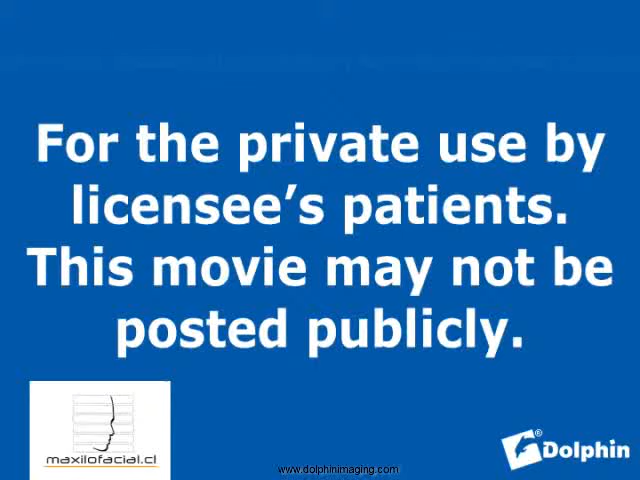 For the private use by
licensee’s patients.
This movie may not be
posted publicly.
maxilofacial.cl
®
Dolphin
www.dolphinimaging.com